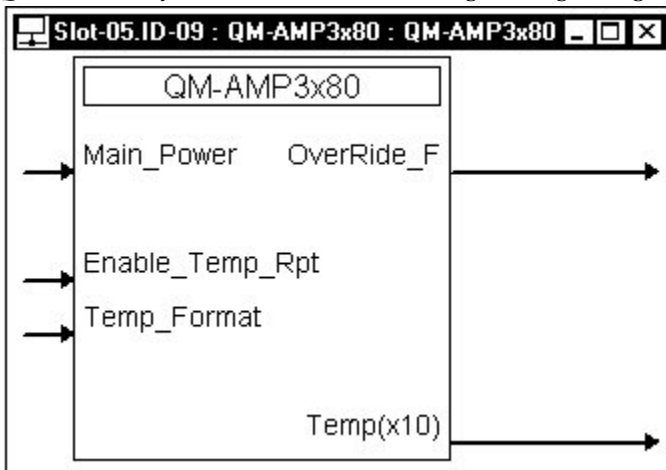 Slot-05.ID-09 : QM-AMP3x80 : QM-AMP3x80
QM-AMP3x80
Main_Power OverRide_F
Enable_Temp_Rpt
Temp_Format
Temp(x10)